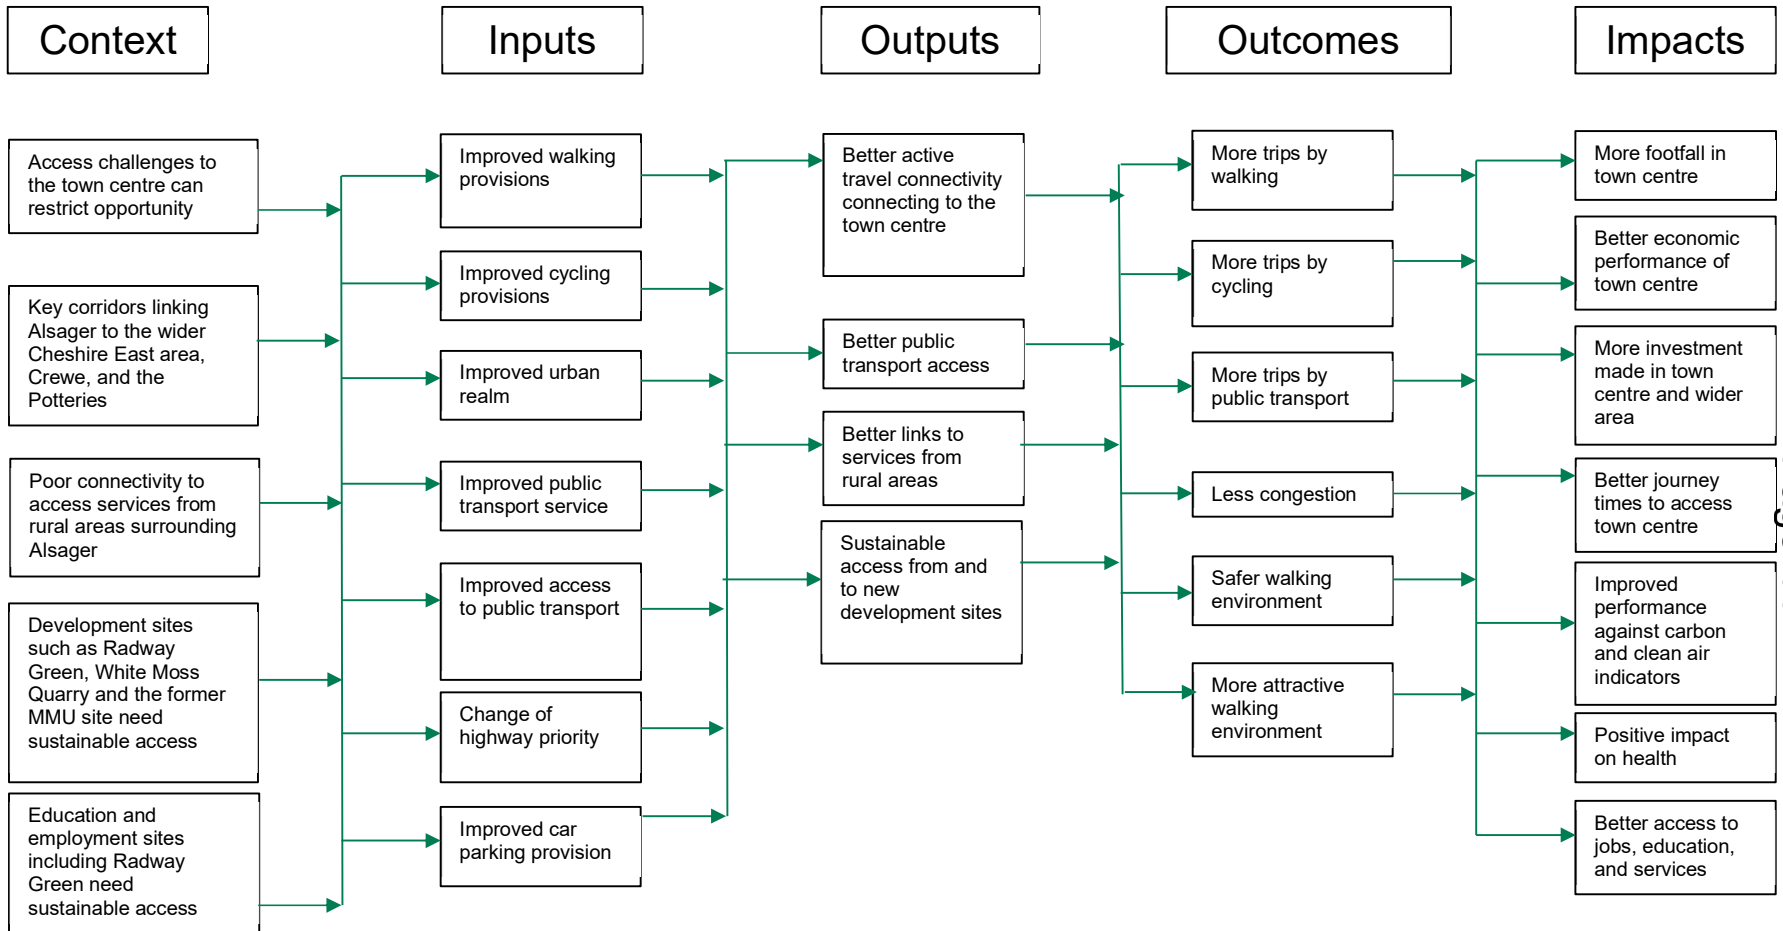 Context
Inputs
Outputs
Outcomes
Impacts
Access challenges to
the town centre can
restrict opportunity
Key corridors linking
Alsager to the wider
Cheshire East area,
Crewe, and the
Potteries
Poor connectivity to
access services from
rural areas surrounding
Alsager
Development sites
such as Radway
Green, White Moss
Quarry and the former
MMU site need
sustainable access
Education and
employment sites
including Radway
Green need
sustainable access
Improved walking
provisions
Improved cycling
provisions
Improved urban
realm
Improved public
transport service
Improved access
to public transport
Change of
highway priority
Improved car
parking provision
Better active
travel connectivity
connecting to the
town centre
Better public
transport access
Better links to
services from
rural areas
Sustainable
access from and
to new
development sites
More trips by
walking
More trips by
cycling
More trips by
public transport
Less congestion
Safer walking
environment
More attractive
walking
environment
More footfall in
town centre
Better economic
performance of
town centre
More investment
made in town
centre and wider
area
Better journey
times to access
town centre
Improved
performance
against carbon
and clean air
indicators
Positive impact
on health
Better access to
jobs, education,
and services